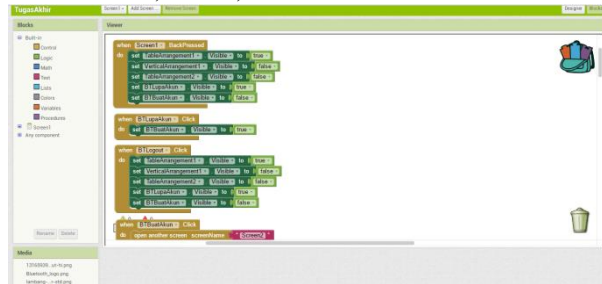 TugasAkhir
Screen1 Add Screen... Remove Screen Designer Blocks
Blocks Viewer
Built-in
Control
Logic
Math
Text
Lists
Colors
Variables
Procedures
Screen1
Any component
Rename Delete
Media
Bluetooth_logo.png
when Screen1 BackPressed
do set TableArrangement1 Visible to true
set VerticalArrangement1 Visible to false
set TableArrangement2 Visible to false
set BTLupaAkun Visible to true
set BTBuatAkun Visible to false
when BTLupaAkun Click
do set BTBuatAkun Visible to true
when BTLogout Click
do set TableArrangement1 Visible to true
set VerticalArrangement1 Visible to false
set TableArrangement2 Visible to false
set BTLupaAkun Visible to true
set BTBuatAkun Visible to false
when BTBuatAkun Click
do open another screen screenName Screen2